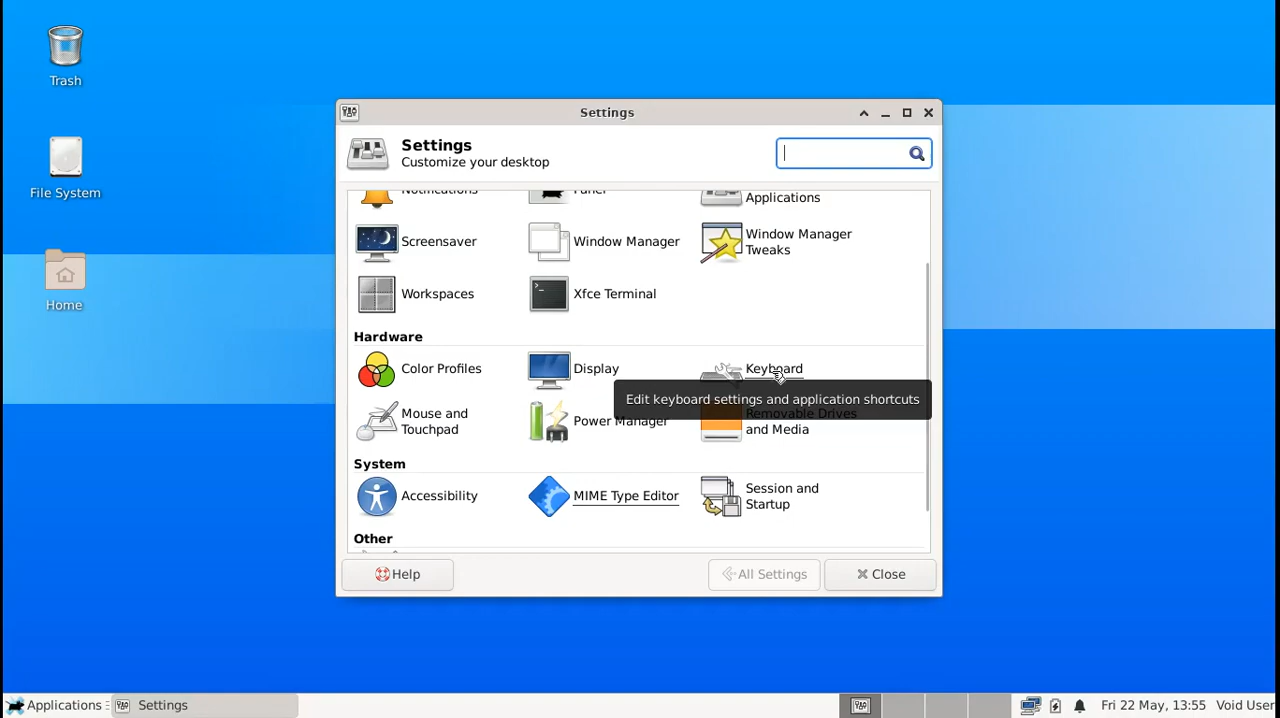 Trash
File System
Home
Settings
Settings
Customize your desktop
Notifications
Panel
Applications
Screensaver
Window Manager
Window Manager
Tweaks
Workspaces
Xfce Terminal
Hardware
Color Profiles
Display
Keyboard
Edit keyboard settings and application shortcuts
Mouse and
Touchpad
Power Manager
Removable Drives
and Media
System
Accessibility
MIME Type Editor
Session and
Startup
Other
Help
All Settings
Close
Applications
Settings
Fri 22 May, 13:55
Void User